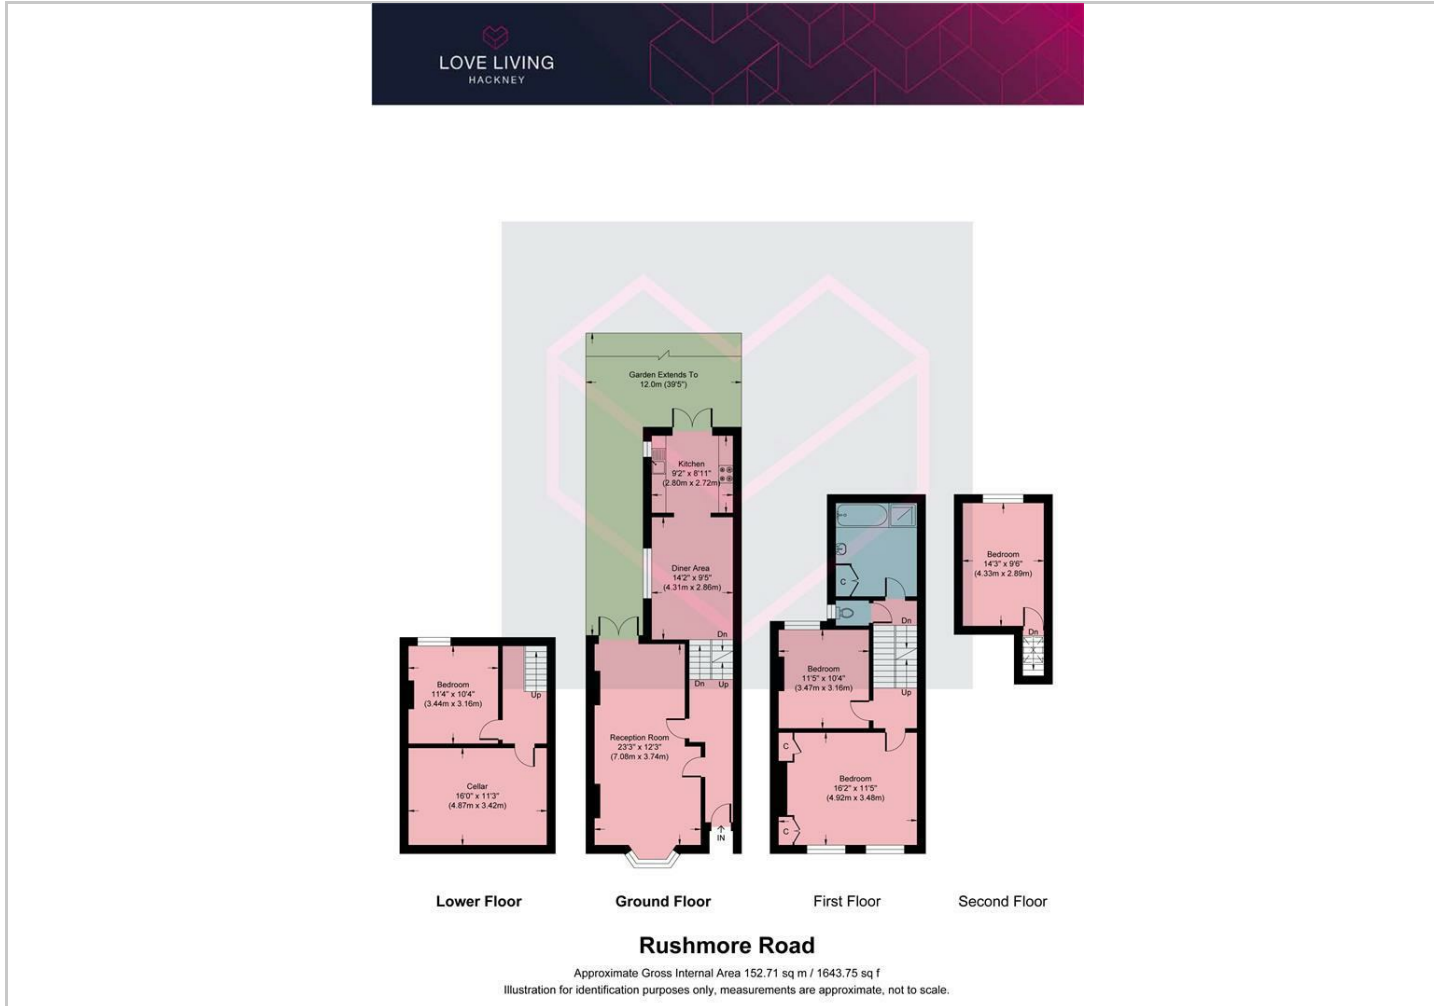 LOVE LIVING
HACKNEY
Garden Extends To
12.0m (39'5")
Kitchen
9'2" x 8'11"
(2.80m x 2.72m)
Diner Area
14'2" x 9'5"
(4.31m x 2.86m)
Dn
Dn
Up
Reception Room
23'3" x 12'3"
(7.08m x 3.74m)
IN
Bedroom
11'4" x 10'4"
(3.44m x 3.16m)
Up
Cellar
16'0" x 11'3"
(4.87m x 3.42m)
C
Dn
Bedroom
11'5" x 10'4"
(3.47m x 3.16m)
Up
C
Bedroom
16'2" x 11'5"
(4.92m x 3.48m)
C
Bedroom
14'3" x 9'6"
(4.33m x 2.89m)
Dn
Lower Floor
Ground Floor
First Floor
Second Floor
Rushmore Road
Approximate Gross Internal Area 152.71 sq m / 1643.75 sq f
Illustration for identification purposes only, measurements are approximate, not to scale.